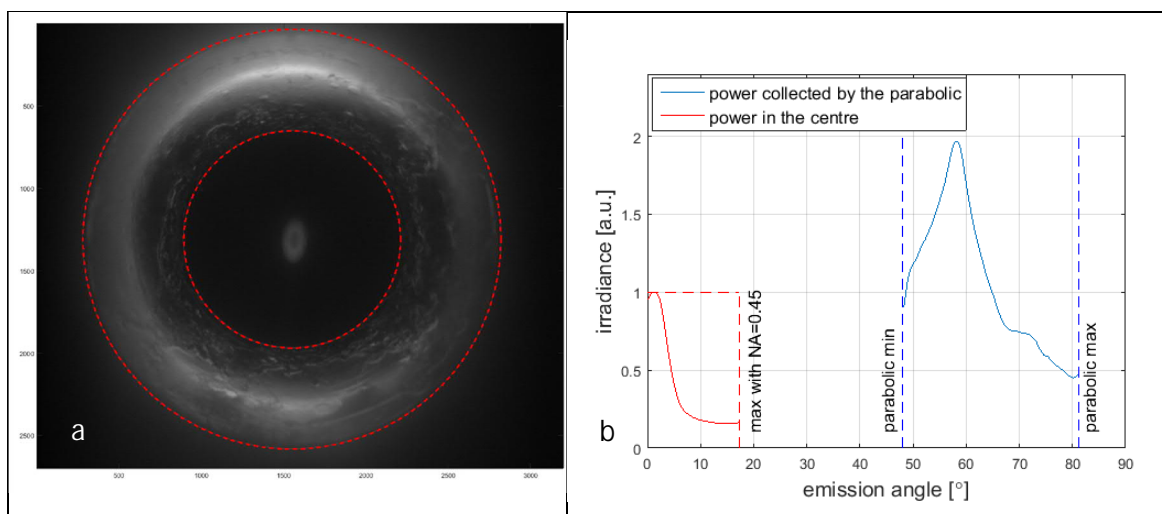 500
1000
1500
2000
2500
500
1000
1500
2000
2500
3000
a
power collected by the parabolic
power in the centre
2
1.5
1
0.5
0
irradiance [a.u.]
max with NA=0.45
parabolic min
parabolic max
b
0
10
20
30
40
50
60
70
80
90
emission angle [°]